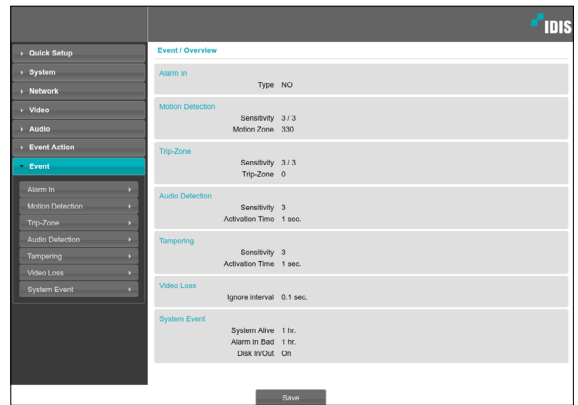 IDIS
Quick Setup
System
Network
Video
Audio
Event Action
Event
Alarm In
Motion Detection
Trip-Zone
Audio Detection
Tampering
Video Loss
System Event
Event / Overview
Alarm In
Type NO
Motion Detection
Sensitivity 3 / 3
Motion Zone 330
Trip-Zone
Sensitivity 3 / 3
Trip-Zone 0
Audio Detection
Sensitivity 3
Activation Time 1 sec.
Tampering
Sensitivity 3
Activation Time 1 sec.
Video Loss
Ignore interval 0.1 sec.
System Event
System Alive 1 hr.
Alarm In Bad 1 hr.
Disk In/Out On
Save